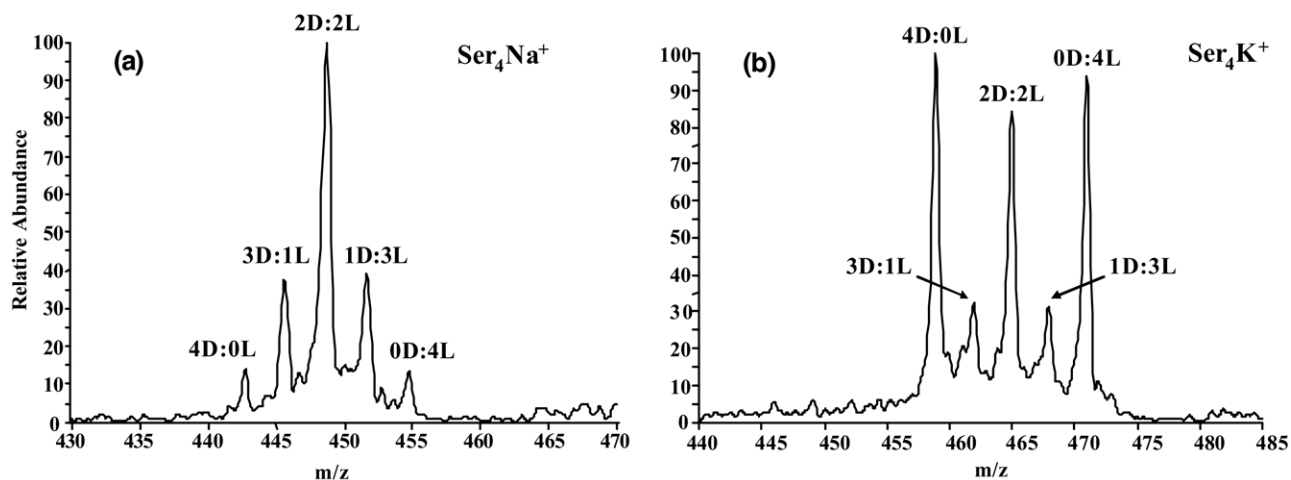 2D:2L
100
(a)
Ser₄Na⁺
90
80
70
60
50
40
30
20
10
0
Relative Abundance
3D:1L
1D:3L
4D:0L
0D:4L
430 435 440 445 450 455 460 465 470
m/z
4D:0L
0D:4L
100
(b)
Ser₄K⁺
2D:2L
90
80
70
60
50
40
30
20
10
0
3D:1L
1D:3L
440 445 450 455 460 465 470 475 480 485
m/z